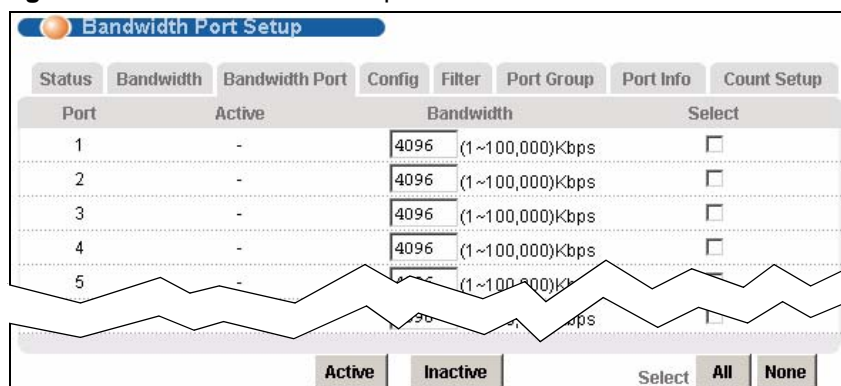 Bandwidth Port Setup
Status Bandwidth Bandwidth Port Config Filter Port Group Port Info Count Setup
Port Active Bandwidth Select
1 - 4096 (1~100,000)Kbps
2 - 4096 (1~100,000)Kbps
3 - 4096 (1~100,000)Kbps
4 - 4096 (1~100,000)Kbps
5 -
Active Inactive Select All None